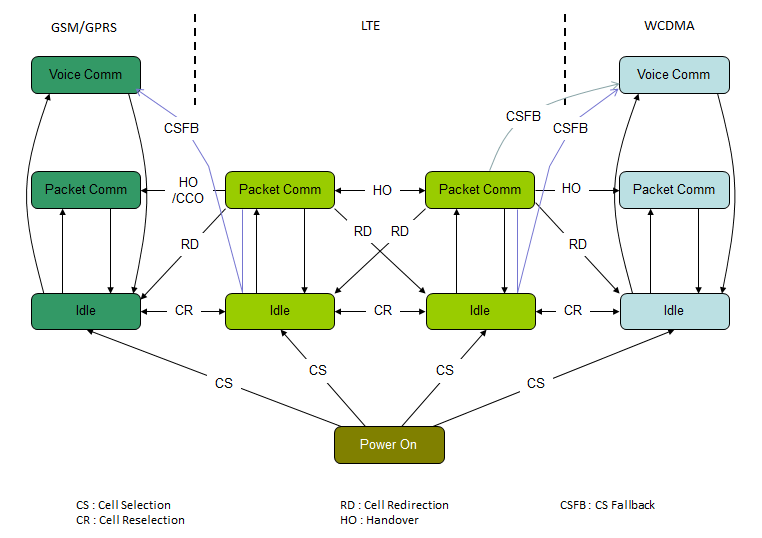 GSM/GPRS
LTE
WCDMA
Voice Comm
Voice Comm
CSFB
CSFB
CSFB
Packet Comm
HO
/CCO
Packet Comm
HO
Packet Comm
HO
Packet Comm
RD
RD
RD
RD
Idle
CR
Idle
CR
Idle
CR
Idle
CS
CS
CS
CS
Power On
CS : Cell Selection
RD : Cell Redirection
CSFB : CS Fallback
CR : Cell Reselection
HO : Handover